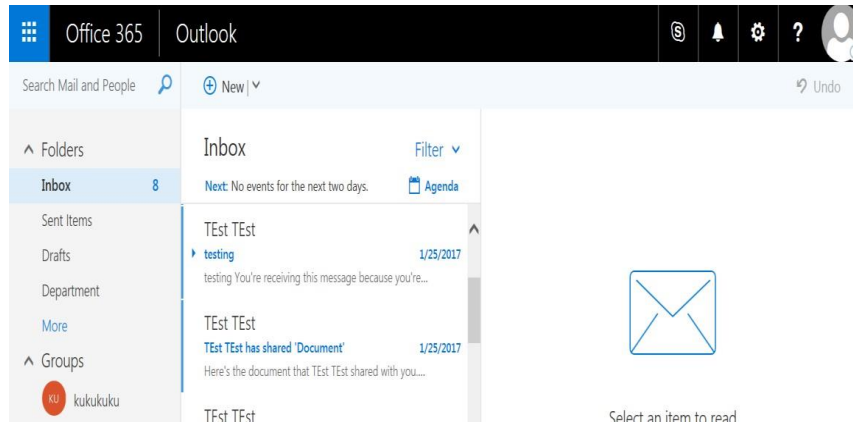 Office 365 Outlook
Search Mail and People New Undo
Folders
Inbox 8
Sent Items
Drafts
Department
More
Groups
KU kukukuku
Inbox Filter
Next: No events for the next two days. Agenda
TEst TEst
testing 1/25/2017
testing You're receiving this message because you're...
TEst TEst
TEst TEst has shared 'Document' 1/25/2017
Here's the document that TEst TEst shared with you....
TEst TEst
Select an item to read